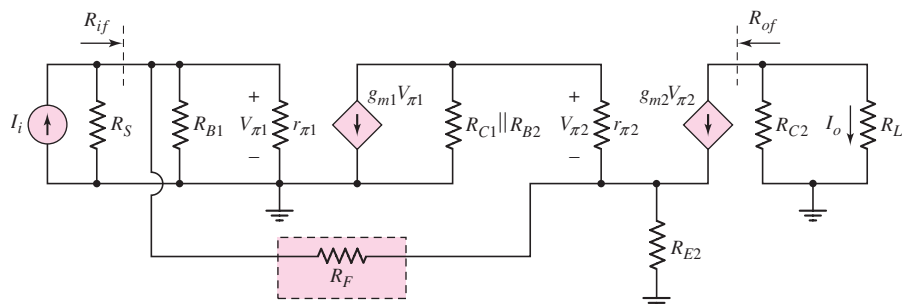 R_if
R_of
I_i
R_S
R_B1
+
V_π1
−
r_π1
g_m1V_π1
R_C1||R_B2
+
V_π2
−
r_π2
g_m2V_π2
R_C2
I_o
R_L
R_F
R_E2